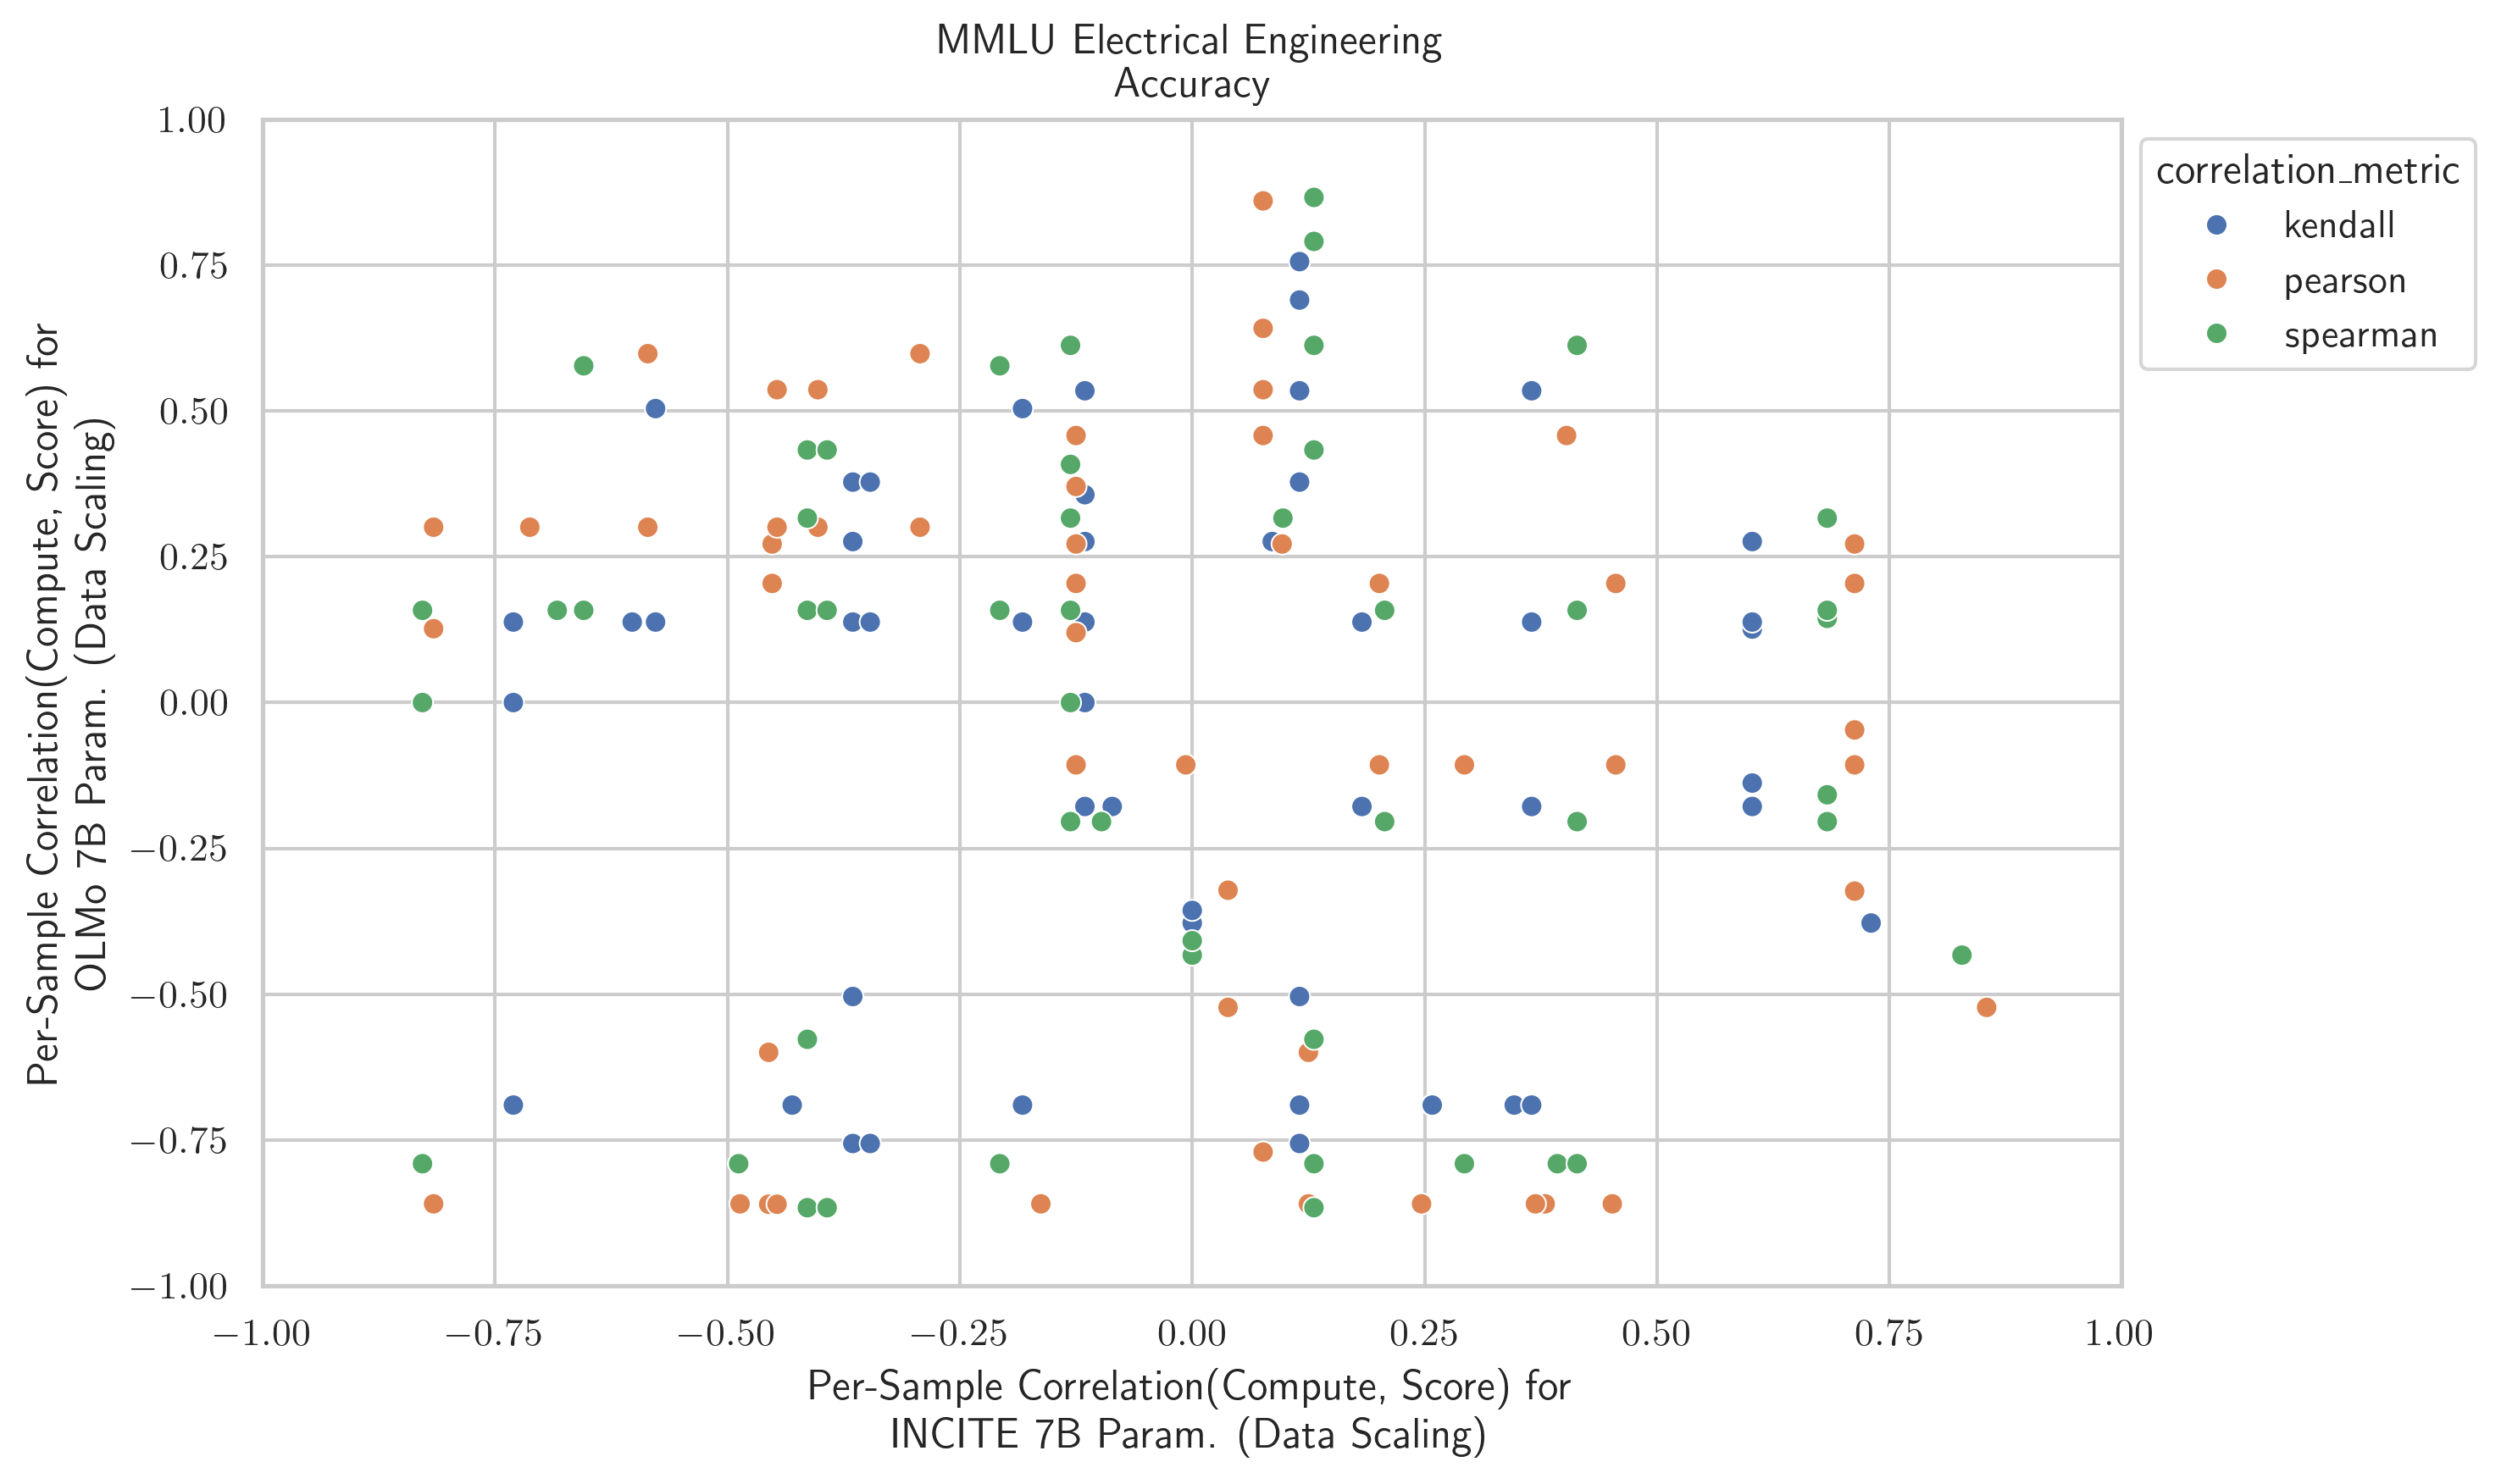 MMLU Electrical Engineering
Accuracy
1.00
0.75
0.50
0.25
0.00
−0.25
−0.50
−0.75
−1.00
Per-Sample Correlation(Compute, Score) for
OLMo 7B Param. (Data Scaling)
correlation_metric
kendall
pearson
spearman
−1.00
−0.75
−0.50
−0.25
0.00
0.25
0.50
0.75
1.00
Per-Sample Correlation(Compute, Score) for
INCITE 7B Param. (Data Scaling)